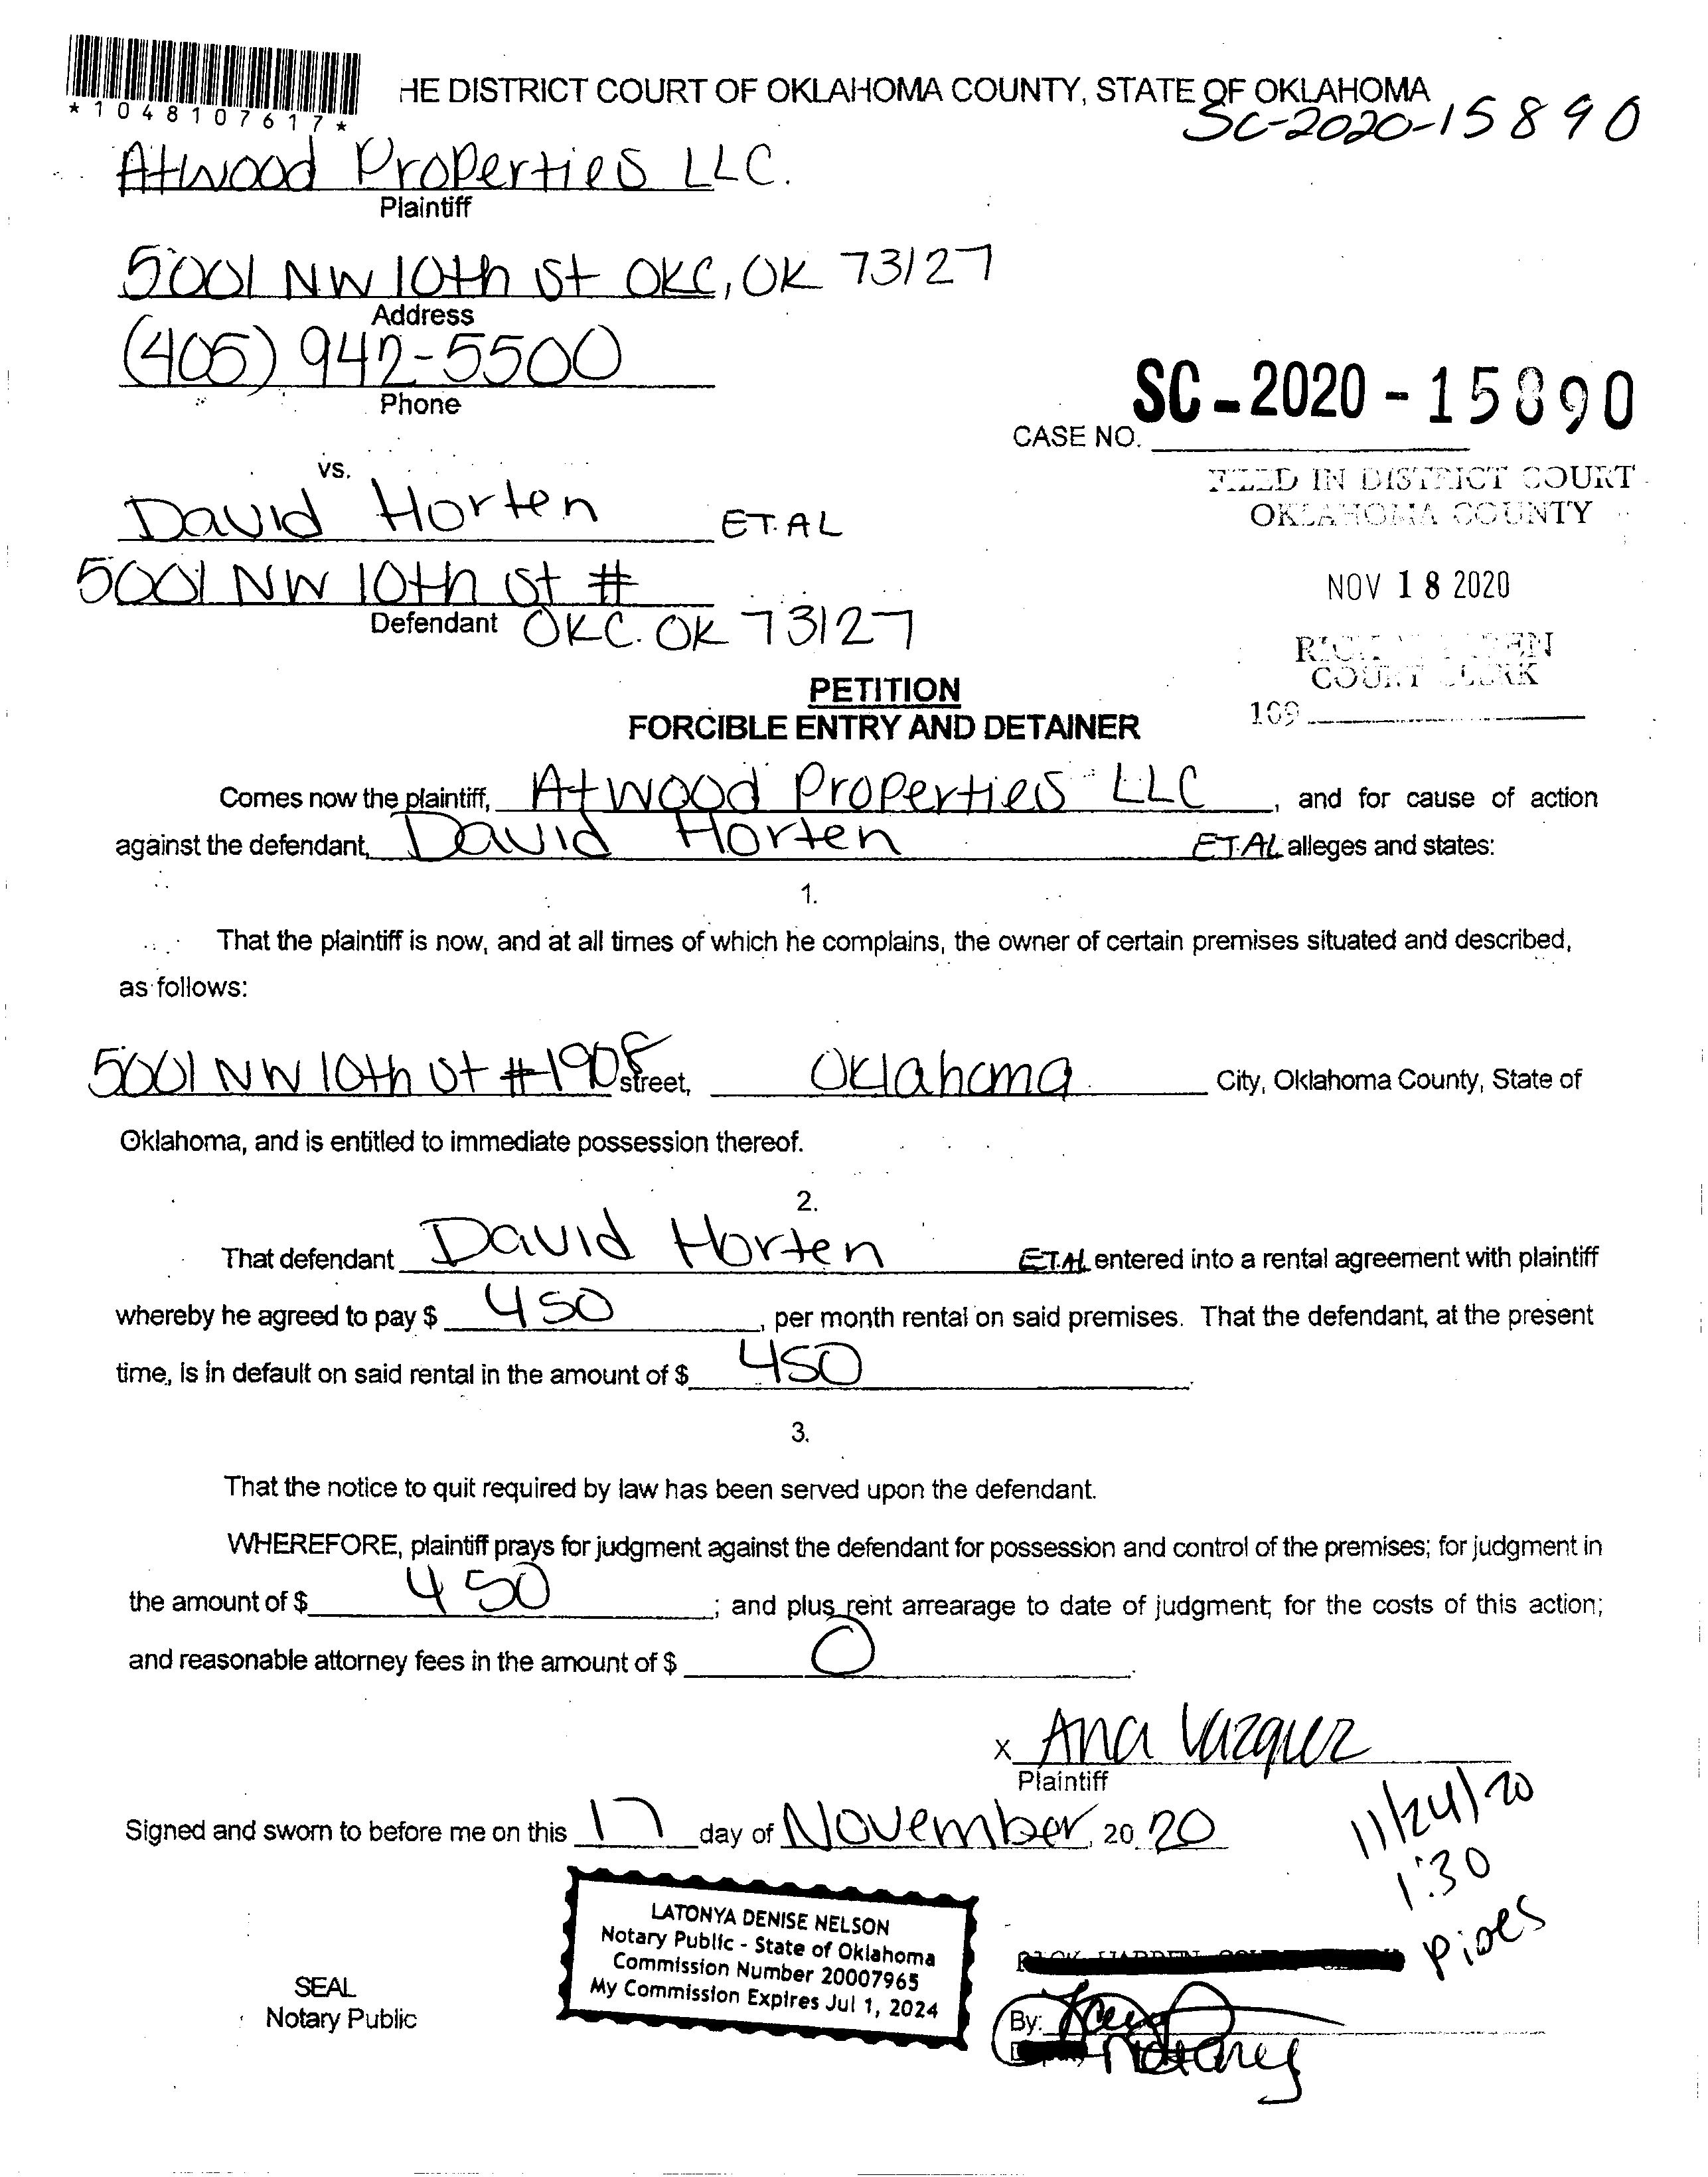 *1048107617*
HE DISTRICT COURT OF OKLAHOMA COUNTY, STATE OF OKLAHOMA
SC-2020-15890
Atwood Properties LLC.
Plaintiff
5001 NW 10th St OKC, OK 73127
Address
(405) 942-5500
Phone
SC-2020-15890
CASE NO.
vs.
FILED IN DISTRICT COURT
OKLAHOMA COUNTY
David Horten ET.AL
5001 NW 10th St #
NOV 18 2020
Defendant OKC. OK 73127
COURT CLERK
109
PETITION
FORCIBLE ENTRY AND DETAINER
Comes now the plaintiff, Atwood Properties LLC, and for cause of action
against the defendant, David Horten ET.AL alleges and states:
1.
That the plaintiff is now, and at all times of which he complains, the owner of certain premises situated and described,
as follows:
5001 NW 10th St #1908 street, Oklahoma City, Oklahoma County, State of
Oklahoma, and is entitled to immediate possession thereof.
2.
That defendant David Horten ET.AL entered into a rental agreement with plaintiff
whereby he agreed to pay $ 450, per month rental on said premises. That the defendant, at the present
time, is in default on said rental in the amount of $ 450.
3.
That the notice to quit required by law has been served upon the defendant.
WHEREFORE, plaintiff prays for judgment against the defendant for possession and control of the premises; for judgment in
the amount of $ 450; and plus rent arrearage to date of judgment; for the costs of this action;
and reasonable attorney fees in the amount of $ 0.
x Ana Vazquez
Plaintiff
Signed and sworn to before me on this 17 day of November, 20 20
11/24/20
1:30
LATONYA DENISE NELSON
Notary Public - State of Oklahoma
Commission Number 20007965
My Commission Expires Jul 1, 2024
SEAL
Notary Public
By:
Notary